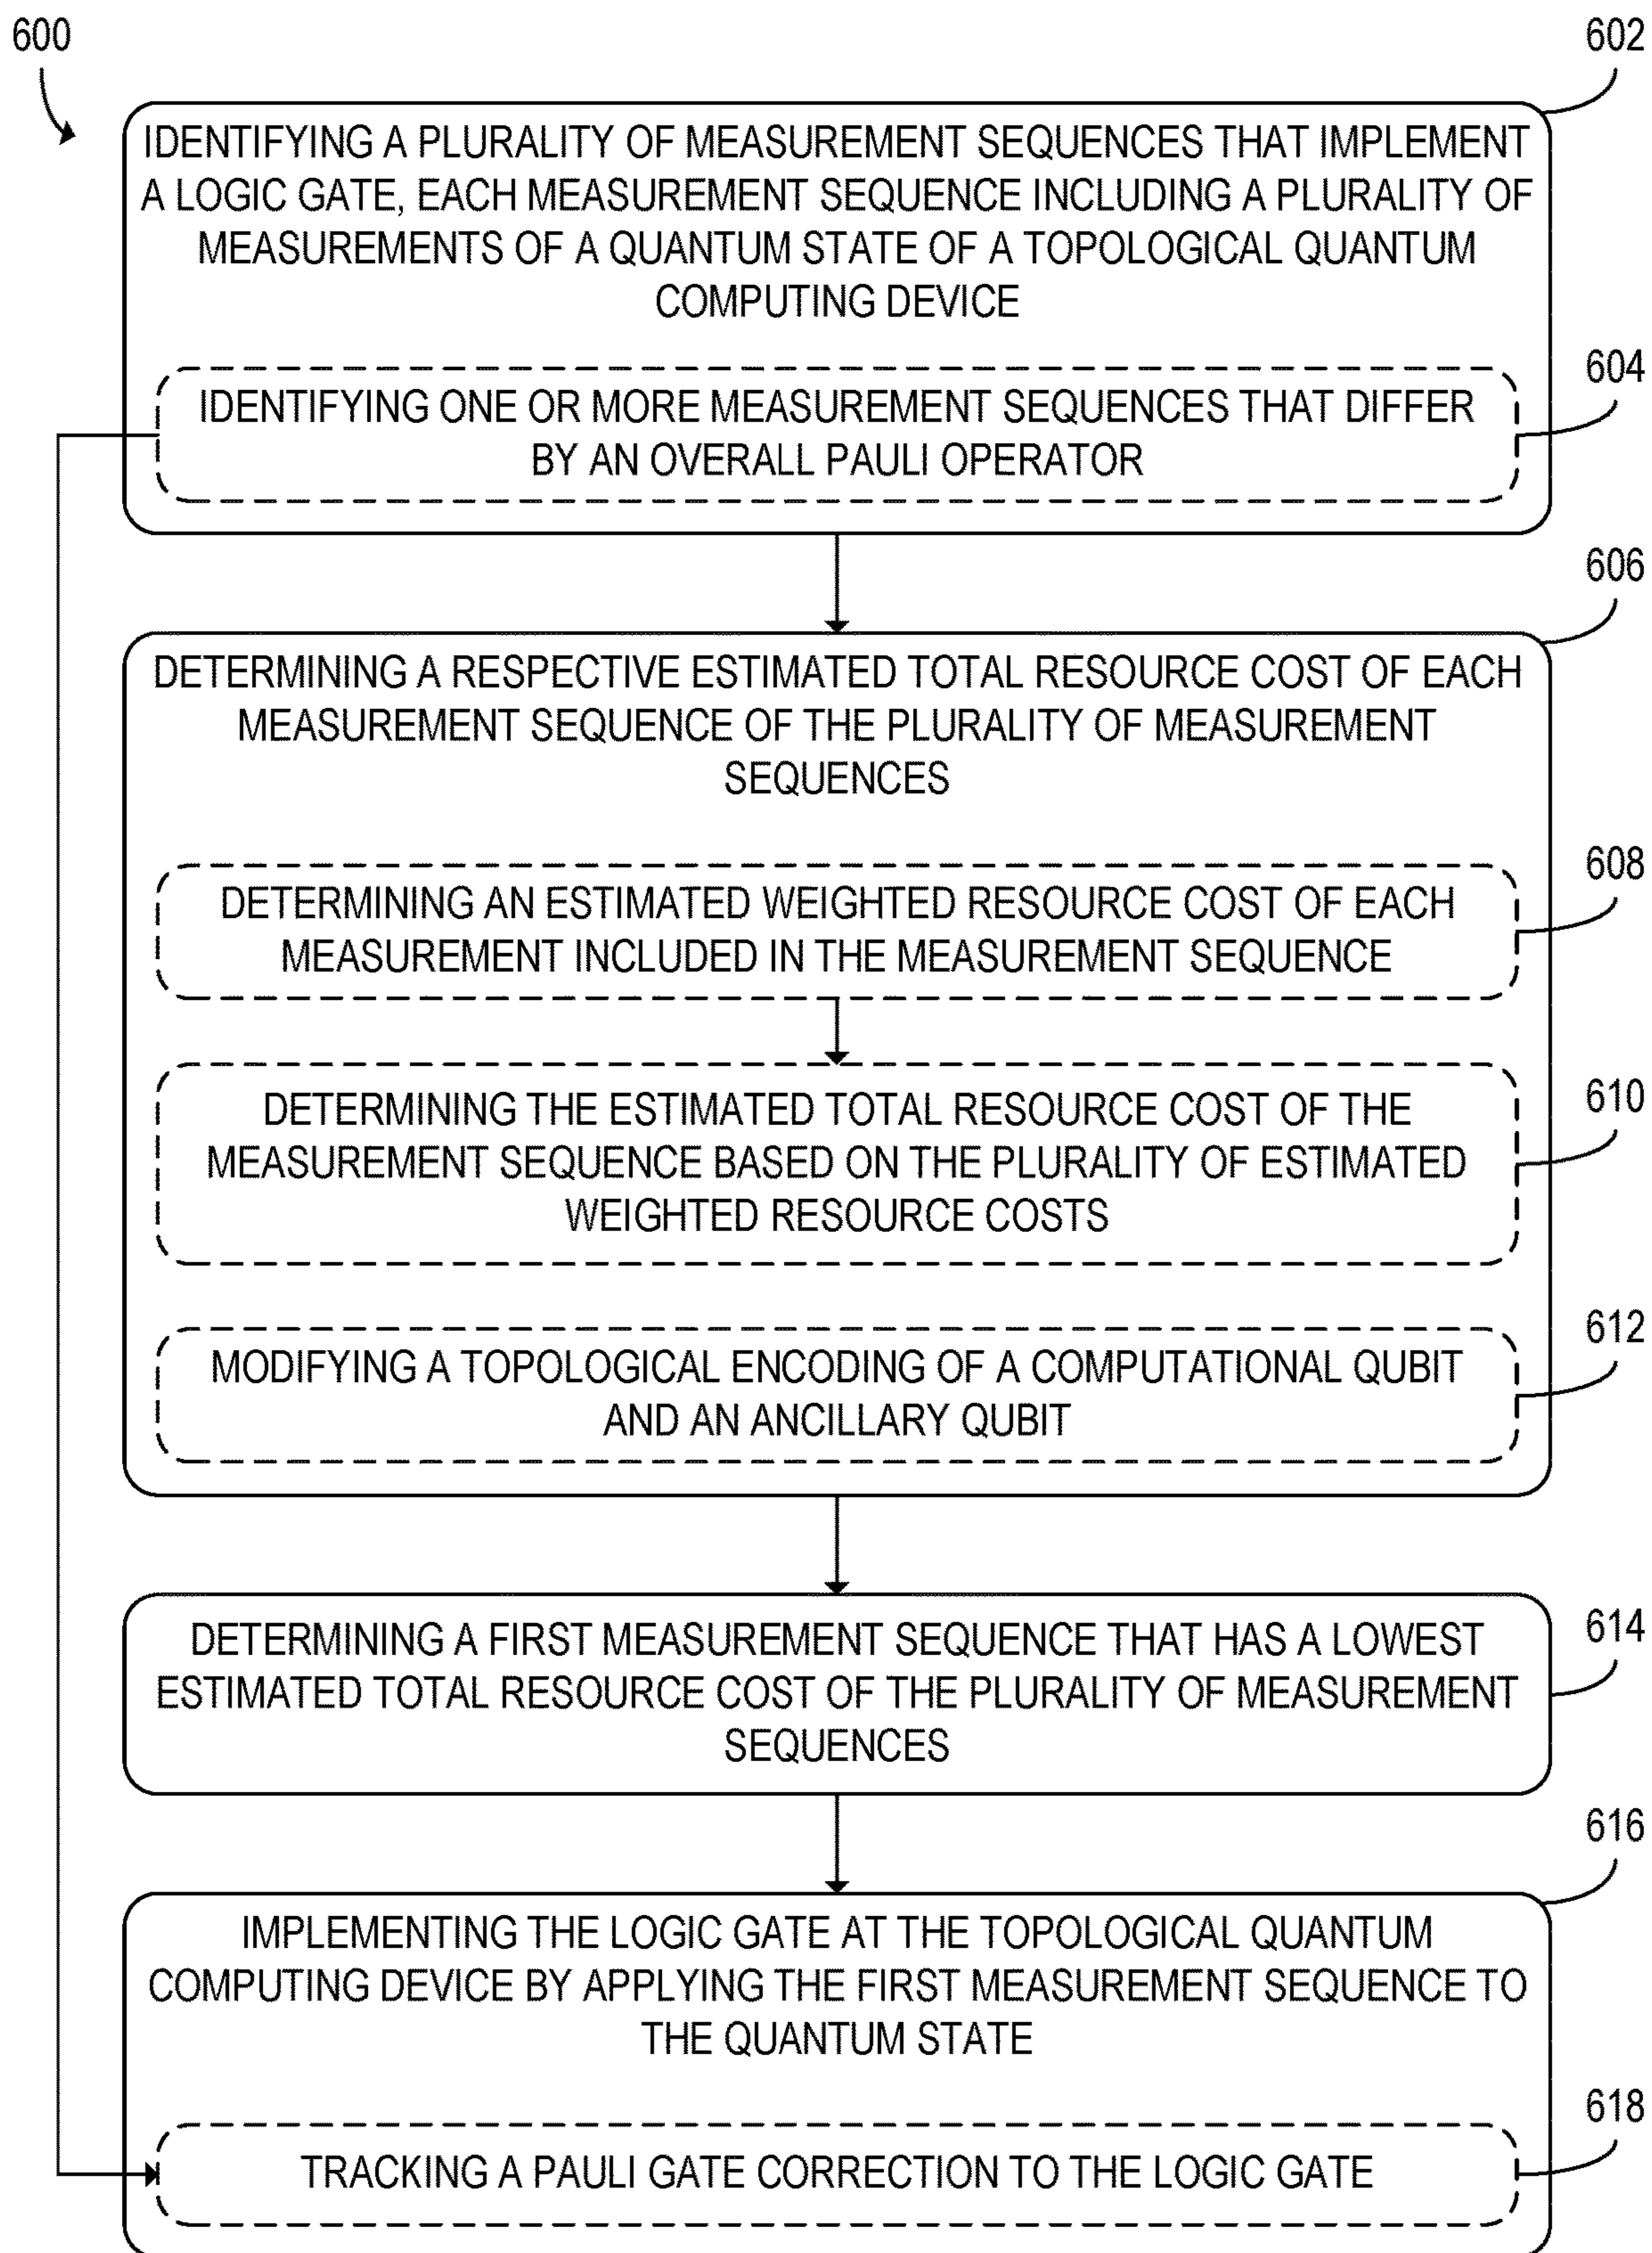 600
602
IDENTIFYING A PLURALITY OF MEASUREMENT SEQUENCES THAT IMPLEMENT
A LOGIC GATE, EACH MEASUREMENT SEQUENCE INCLUDING A PLURALITY OF
MEASUREMENTS OF A QUANTUM STATE OF A TOPOLOGICAL QUANTUM
COMPUTING DEVICE
604
IDENTIFYING ONE OR MORE MEASUREMENT SEQUENCES THAT DIFFER
BY AN OVERALL PAULI OPERATOR
606
DETERMINING A RESPECTIVE ESTIMATED TOTAL RESOURCE COST OF EACH
MEASUREMENT SEQUENCE OF THE PLURALITY OF MEASUREMENT
SEQUENCES
608
DETERMINING AN ESTIMATED WEIGHTED RESOURCE COST OF EACH
MEASUREMENT INCLUDED IN THE MEASUREMENT SEQUENCE
610
DETERMINING THE ESTIMATED TOTAL RESOURCE COST OF THE
MEASUREMENT SEQUENCE BASED ON THE PLURALITY OF ESTIMATED
WEIGHTED RESOURCE COSTS
612
MODIFYING A TOPOLOGICAL ENCODING OF A COMPUTATIONAL QUBIT
AND AN ANCILLARY QUBIT
614
DETERMINING A FIRST MEASUREMENT SEQUENCE THAT HAS A LOWEST
ESTIMATED TOTAL RESOURCE COST OF THE PLURALITY OF MEASUREMENT
SEQUENCES
616
IMPLEMENTING THE LOGIC GATE AT THE TOPOLOGICAL QUANTUM
COMPUTING DEVICE BY APPLYING THE FIRST MEASUREMENT SEQUENCE TO
THE QUANTUM STATE
618
TRACKING A PAULI GATE CORRECTION TO THE LOGIC GATE